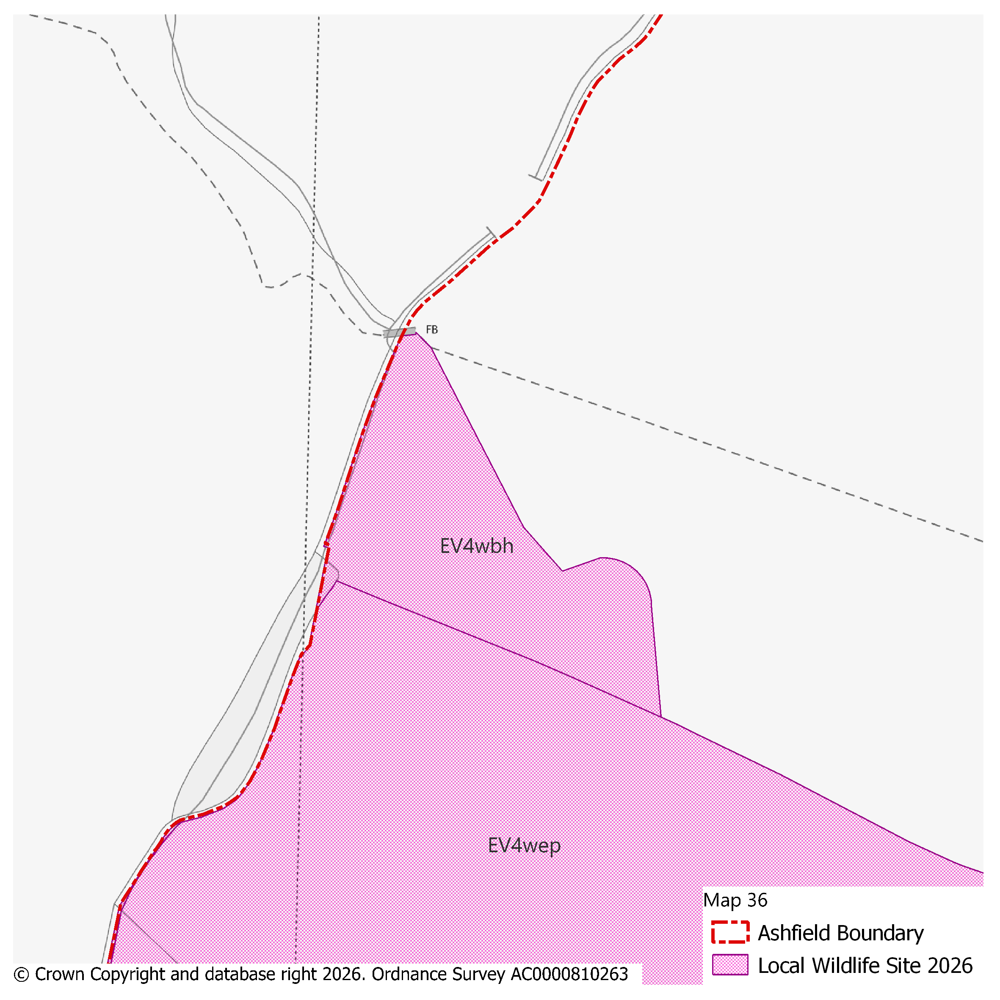 FB
EV4wbh
EV4wep
Map 36
Ashfield Boundary
Local Wildlife Site 2026
© Crown Copyright and database right 2026. Ordnance Survey AC0000810263